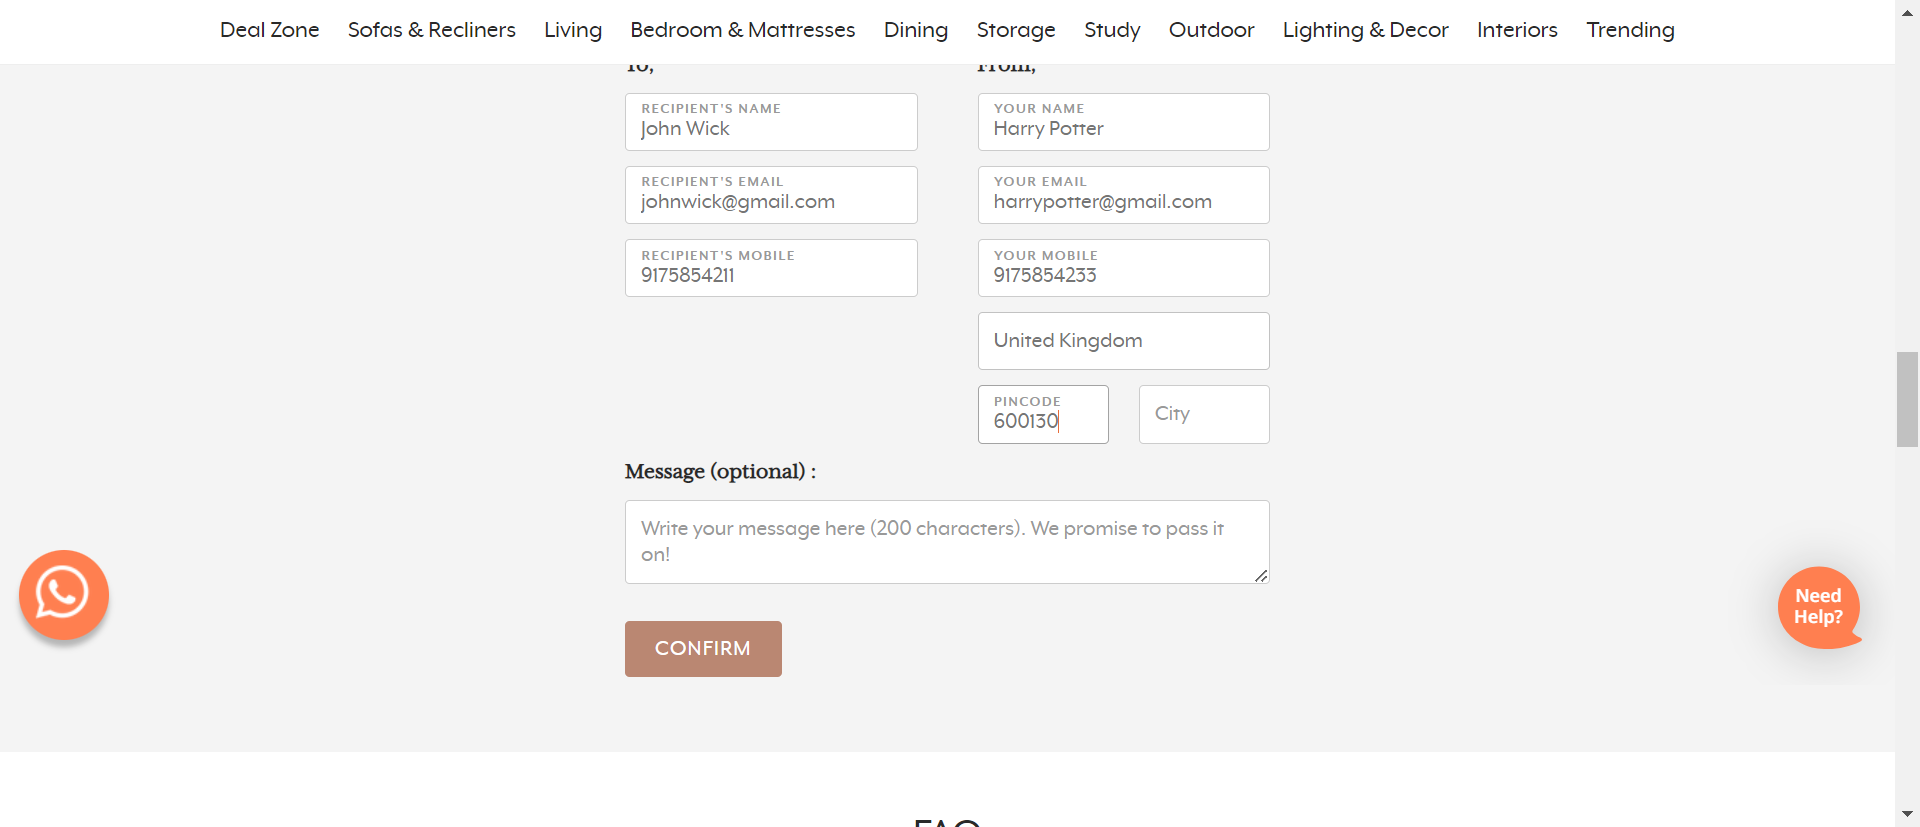 Deal Zone Sofas & Recliners Living Bedroom & Mattresses Dining Storage Study Outdoor Lighting & Decor Interiors Trending
To, From,
RECIPIENT'S NAME
John Wick
YOUR NAME
Harry Potter
RECIPIENT'S EMAIL
johnwick@gmail.com
YOUR EMAIL
harrypotter@gmail.com
RECIPIENT'S MOBILE
9175854211
YOUR MOBILE
9175854233
United Kingdom
PINCODE
600130
City
Message (optional) :
Write your message here (200 characters). We promise to pass it
on!
CONFIRM
Need
Help?
FAQ